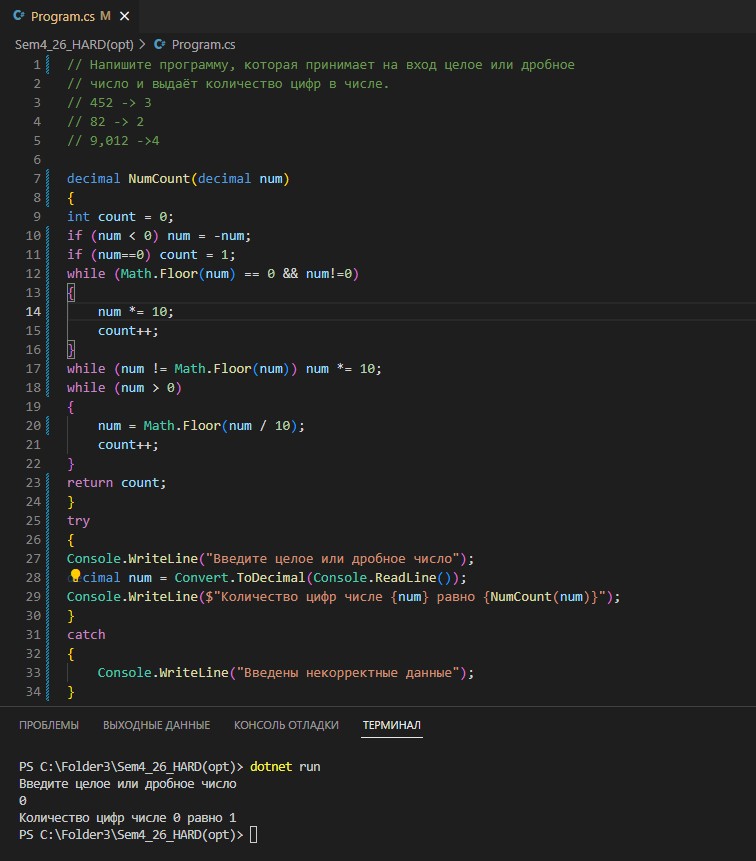 Program.cs M
Sem4_26_HARD(opt) > Program.cs
1 // Напишите программу, которая принимает на вход целое или дробное
2 // число и выдаёт количество цифр в числе.
3 // 452 -> 3
4 // 82 -> 2
5 // 9,012 ->4
6
7 decimal NumCount(decimal num)
8 {
9 int count = 0;
10 if (num < 0) num = -num;
11 if (num==0) count = 1;
12 while (Math.Floor(num) == 0 && num!=0)
13 {
14 num *= 10;
15 count++;
16 }
17 while (num != Math.Floor(num)) num *= 10;
18 while (num > 0)
19 {
20 num = Math.Floor(num / 10);
21 count++;
22 }
23 return count;
24 }
25 try
26 {
27 Console.WriteLine("Введите целое или дробное число");
28 cimal num = Convert.ToDecimal(Console.ReadLine());
29 Console.WriteLine($"Количество цифр числе {num} равно {NumCount(num)}");
30 }
31 catch
32 {
33 Console.WriteLine("Введены некорректные данные");
34 }
ПРОБЛЕМЫ ВЫХОДНЫЕ ДАННЫЕ КОНСОЛЬ ОТЛАДКИ ТЕРМИНАЛ
PS C:\Folder3\Sem4_26_HARD(opt)> dotnet run
Введите целое или дробное число
0
Количество цифр числе 0 равно 1
PS C:\Folder3\Sem4_26_HARD(opt)>